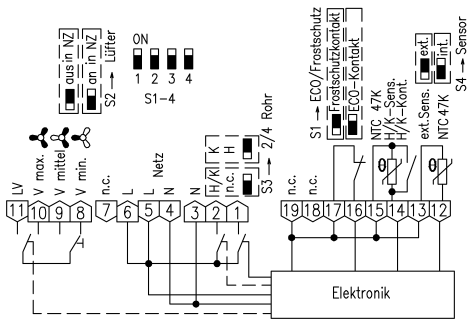 aus in NZ
an in NZ
S2 → Lüfter
ON
1 2 3 4
S1-4
2/4 Rohr
K H
H/K n.c.
S3
S1 → ECO/Frostschutz
Frostschutzkontakt
ECO-Kontakt
ext.
int.
S4 → Sensor
LV
V max.
V mittel
V min.
n.c.
L
L
Netz
N
N
n.c.
n.c.
NTC 47K
H/K-Sens.
H/K-Kont.
ext.Sens.
NTC 47K
θ
θ
11 10 9 8 7 6 5 4 3 2 1 19 18 17 16 15 14 13 12
Elektronik